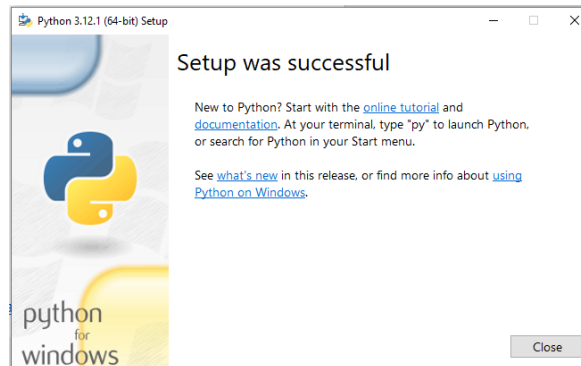 Python 3.12.1 (64-bit) Setup
Setup was successful
New to Python? Start with the online tutorial and
documentation. At your terminal, type "py" to launch Python,
or search for Python in your Start menu.
See what's new in this release, or find more info about using
Python on Windows.
python
for
windows
Close